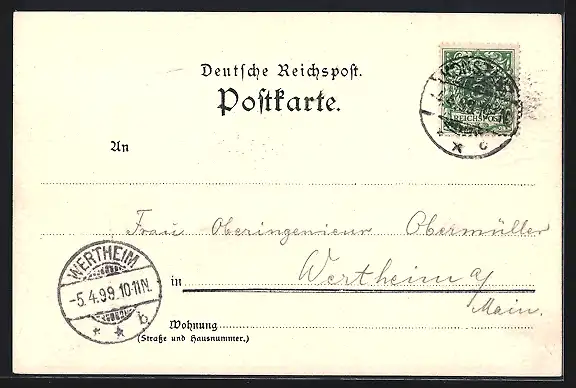 Deutsche Reichspost.
Postkarte.
REICHSPOST
An
Frau Oberingenieur Obermüller
WERTHEIM
-5.4.99.10-11N.
* * b
in Wertheim a/
Main.
Wohnung
(Straße und Hausnummer.)